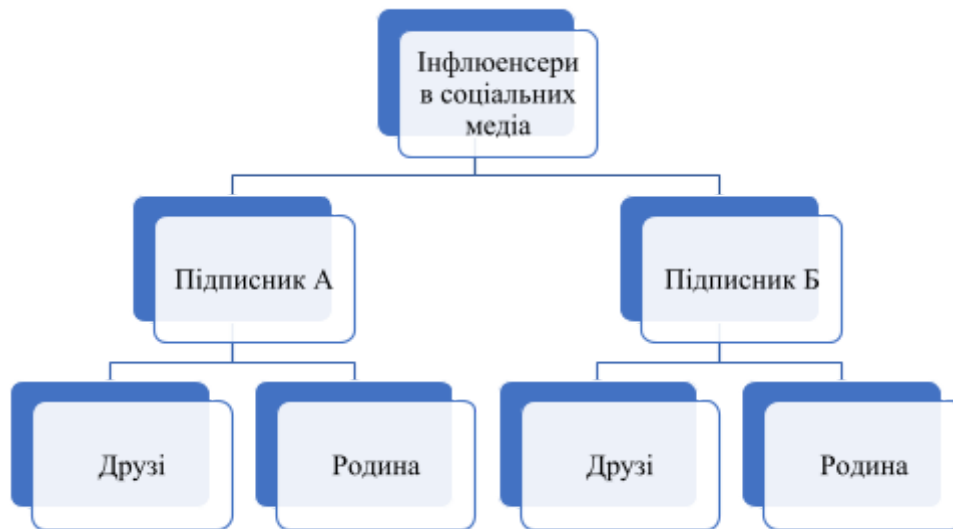 Інфлюенсери
в соціальних
медіа
Підписник А
Підписник Б
Друзі
Родина
Друзі
Родина